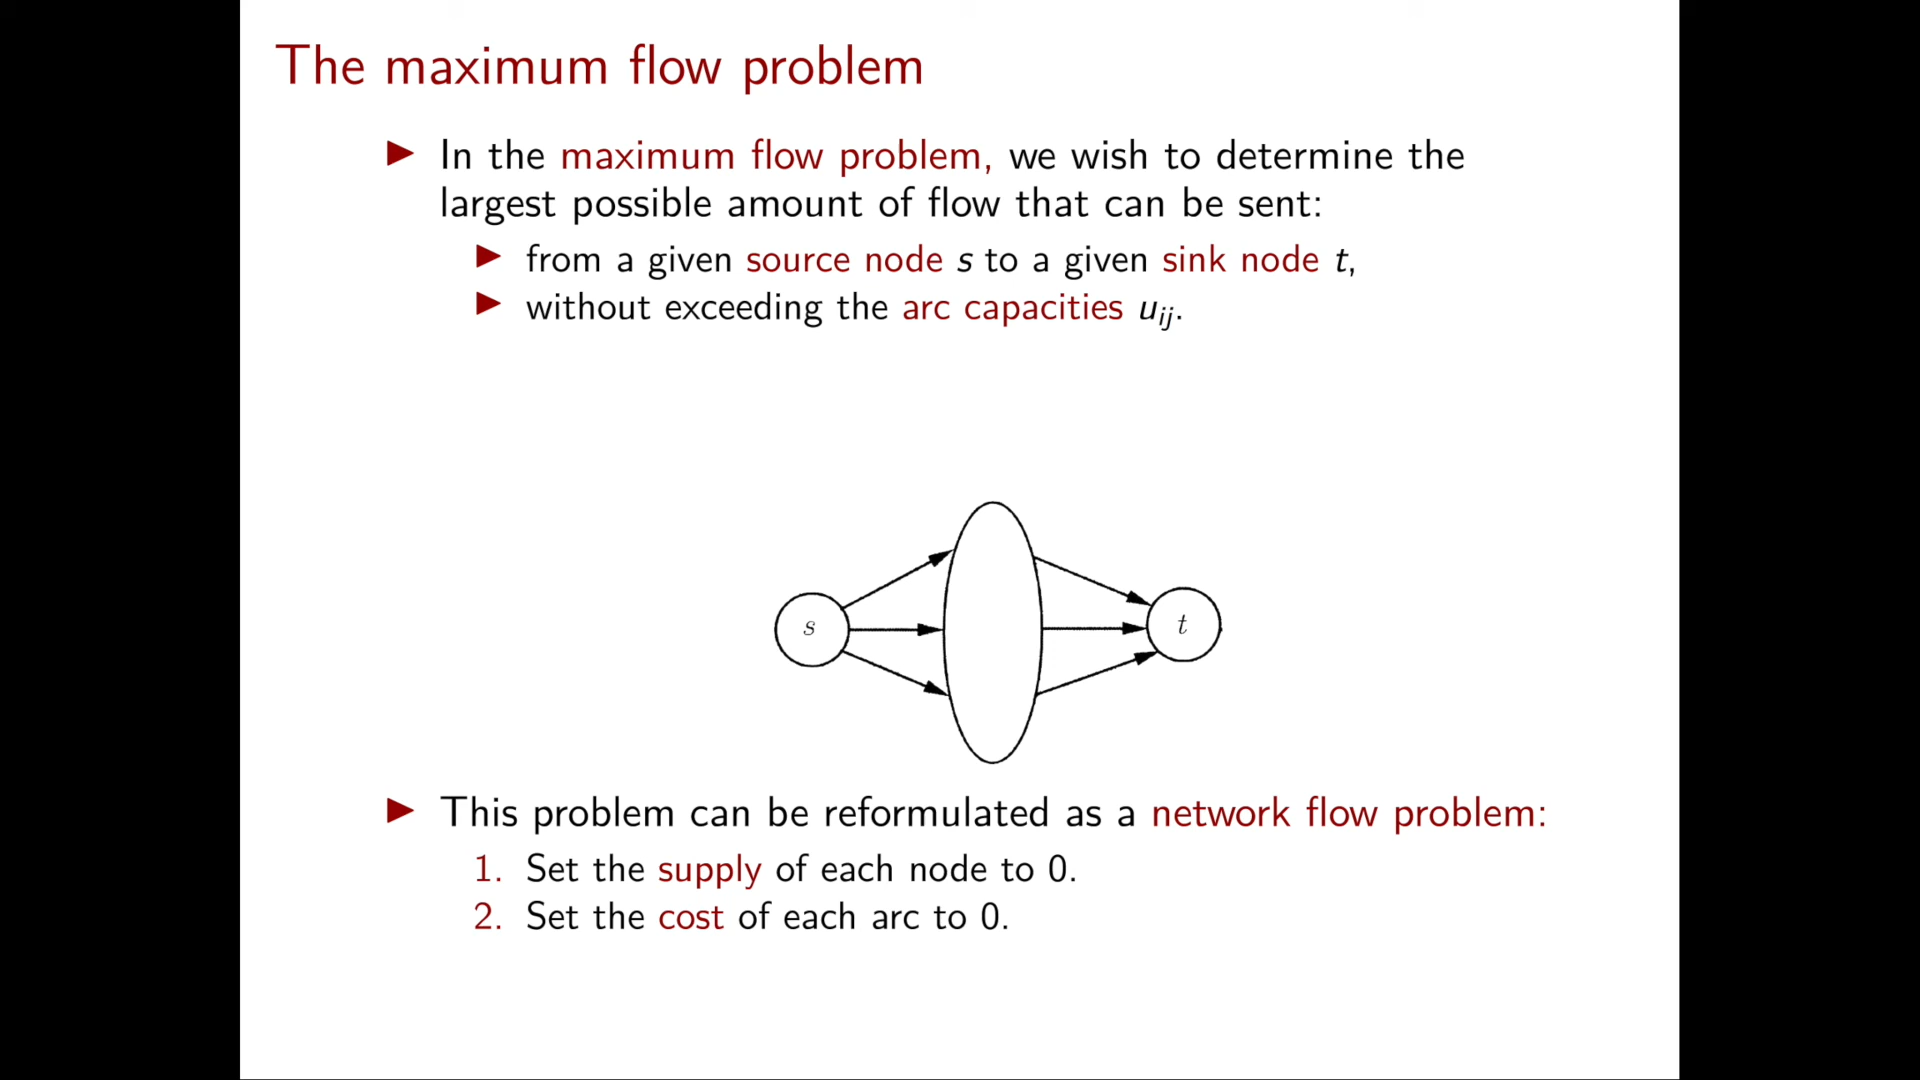 The maximum flow problem
▶ In the maximum flow problem, we wish to determine the
largest possible amount of flow that can be sent:
▶ from a given source node s to a given sink node t,
▶ without exceeding the arc capacities uᵢⱼ.
s
t
▶ This problem can be reformulated as a network flow problem:
1. Set the supply of each node to 0.
2. Set the cost of each arc to 0.